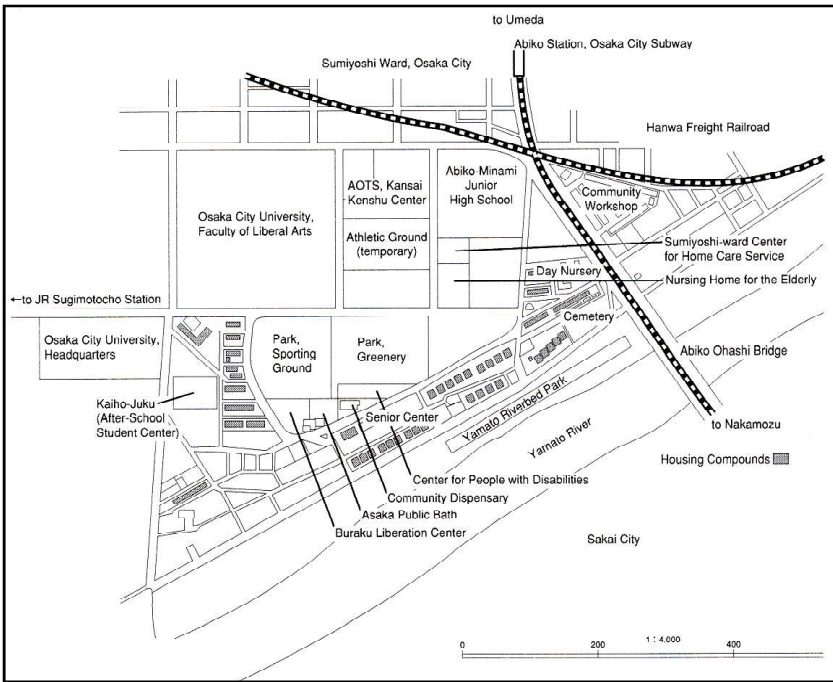 to Umeda
Abiko Station, Osaka City Subway
Sumiyoshi Ward, Osaka City
Hanwa Freight Railroad
AOTS, Kansai
Kenshu Center
Abiko-Minami
Junior
High School
Community
Workshop
Osaka City University,
Faculty of Liberal Arts
Athletic Ground
(temporary)
Sumiyoshi-ward Center
for Home Care Service
Day Nursery
Nursing Home for the Elderly
←to JR Sugimotocho Station
Cemetery
Osaka City University,
Headquarters
Park,
Sporting
Ground
Park,
Greenery
Abiko Ohashi Bridge
Kaiho-Juku
(After-School
Student Center)
Senior Center
Yamato Riverbed Park
to Nakamozu
Yamato River
Housing Compounds
Center for People with Disabilities
Community Dispensary
Asaka Public Bath
Buraku Liberation Center
Sakai City
1 : 4,000
0 200 400